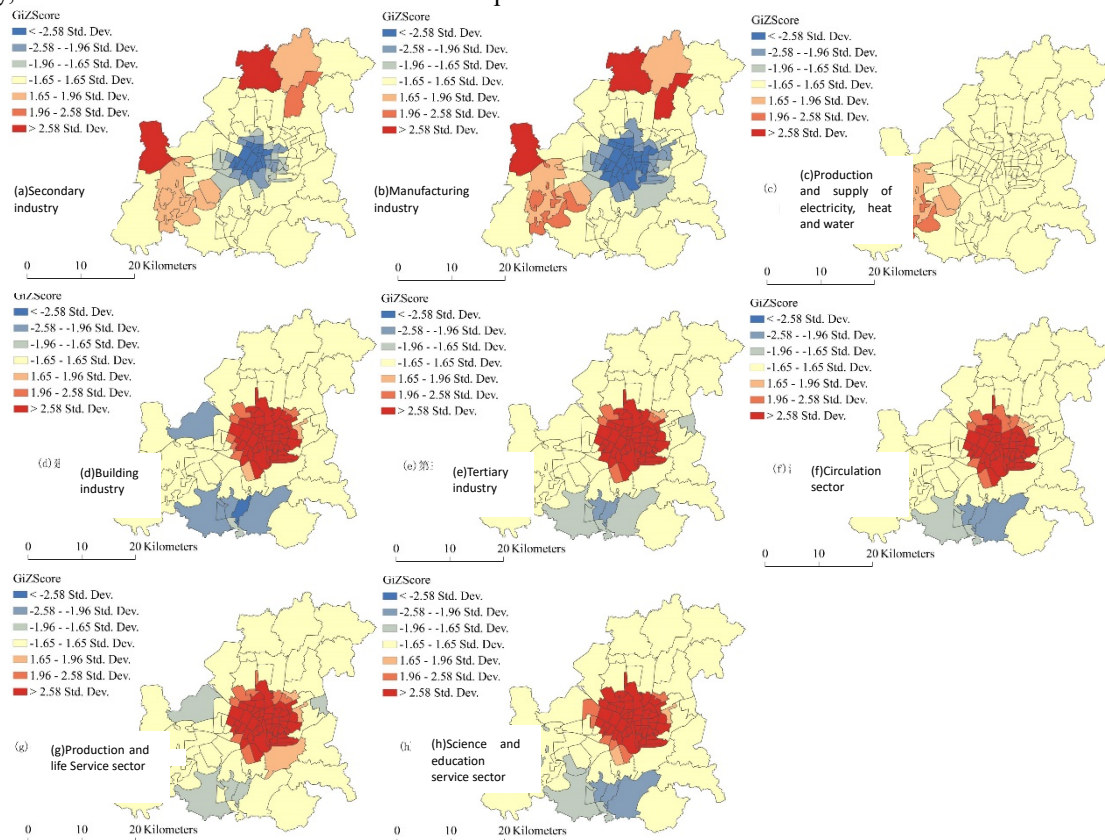 GiZScore
< -2.58 Std. Dev.
-2.58 - -1.96 Std. Dev.
-1.96 - -1.65 Std. Dev.
-1.65 - 1.65 Std. Dev.
1.65 - 1.96 Std. Dev.
1.96 - 2.58 Std. Dev.
> 2.58 Std. Dev.
(a)Secondary
industry
0 10 20 Kilometers
GiZScore
< -2.58 Std. Dev.
-2.58 - -1.96 Std. Dev.
-1.96 - -1.65 Std. Dev.
-1.65 - 1.65 Std. Dev.
1.65 - 1.96 Std. Dev.
1.96 - 2.58 Std. Dev.
> 2.58 Std. Dev.
(b)Manufacturing
industry
0 10 20 Kilometers
GiZScore
< -2.58 Std. Dev.
-2.58 - -1.96 Std. Dev.
-1.96 - -1.65 Std. Dev.
-1.65 - 1.65 Std. Dev.
1.65 - 1.96 Std. Dev.
1.96 - 2.58 Std. Dev.
> 2.58 Std. Dev.
(c)Production
and supply of
electricity, heat
and water
0 10 20 Kilometers
GiZScore
< -2.58 Std. Dev.
-2.58 - -1.96 Std. Dev.
-1.96 - -1.65 Std. Dev.
-1.65 - 1.65 Std. Dev.
1.65 - 1.96 Std. Dev.
1.96 - 2.58 Std. Dev.
> 2.58 Std. Dev.
(d)
(d)Building
industry
0 10 20 Kilometers
GiZScore
< -2.58 Std. Dev.
-2.58 - -1.96 Std. Dev.
-1.96 - -1.65 Std. Dev.
-1.65 - 1.65 Std. Dev.
1.65 - 1.96 Std. Dev.
1.96 - 2.58 Std. Dev.
> 2.58 Std. Dev.
(e) 第
(e)Tertiary
industry
0 10 20 Kilometers
GiZScore
< -2.58 Std. Dev.
-2.58 - -1.96 Std. Dev.
-1.96 - -1.65 Std. Dev.
-1.65 - 1.65 Std. Dev.
1.65 - 1.96 Std. Dev.
1.96 - 2.58 Std. Dev.
> 2.58 Std. Dev.
(f)
(f)Circulation
sector
0 10 20 Kilometers
GiZScore
< -2.58 Std. Dev.
-2.58 - -1.96 Std. Dev.
-1.96 - -1.65 Std. Dev.
-1.65 - 1.65 Std. Dev.
1.65 - 1.96 Std. Dev.
1.96 - 2.58 Std. Dev.
> 2.58 Std. Dev.
(g)
(g)Production and
life Service sector
0 10 20 Kilometers
GiZScore
< -2.58 Std. Dev.
-2.58 - -1.96 Std. Dev.
-1.96 - -1.65 Std. Dev.
-1.65 - 1.65 Std. Dev.
1.65 - 1.96 Std. Dev.
1.96 - 2.58 Std. Dev.
> 2.58 Std. Dev.
(h
(h)Science and
education
service sector
0 10 20 Kilometers